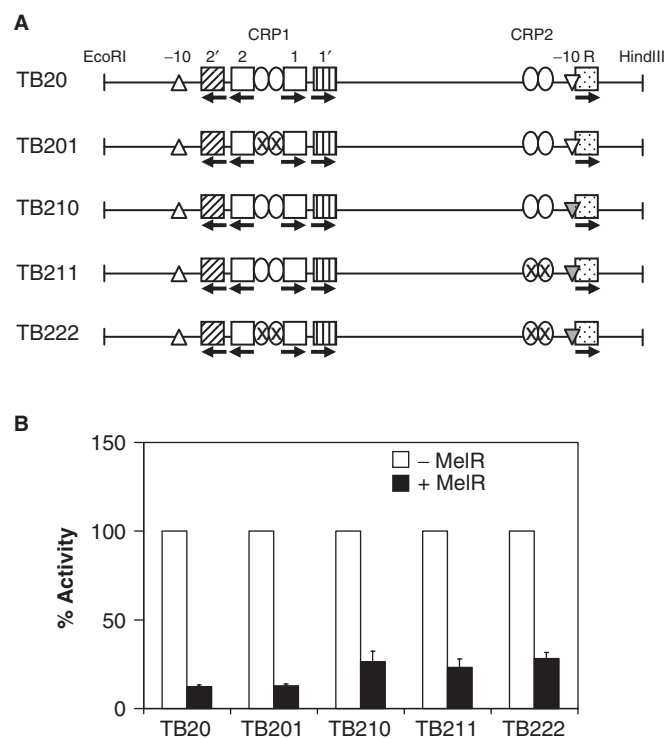 A
CRP1 CRP2
EcoRI –10 2′ 2 1 1′ –10 R HindIII
TB20
TB201
X X
TB210
TB211
X X
TB222
X X X X
B
150
– MelR
+ MelR
100
% Activity
50
0
TB20 TB201 TB210 TB211 TB222